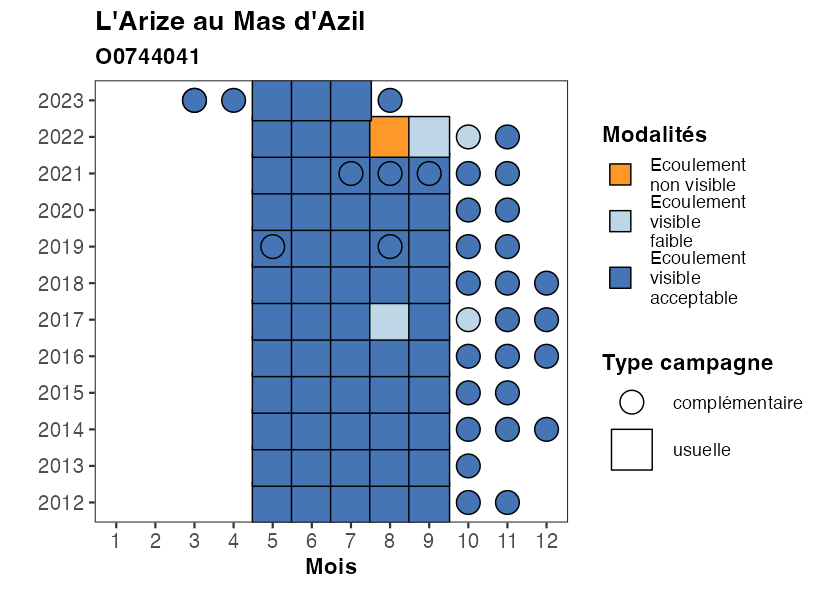 L'Arize au Mas d'Azil
O0744041
2023
2022
2021
2020
2019
2018
2017
2016
2015
2014
2013
2012
1 2 3 4 5 6 7 8 9 10 11 12
Mois
Modalités
Ecoulement
non visible
Ecoulement
visible
faible
Ecoulement
visible
acceptable
Type campagne
complémentaire
usuelle